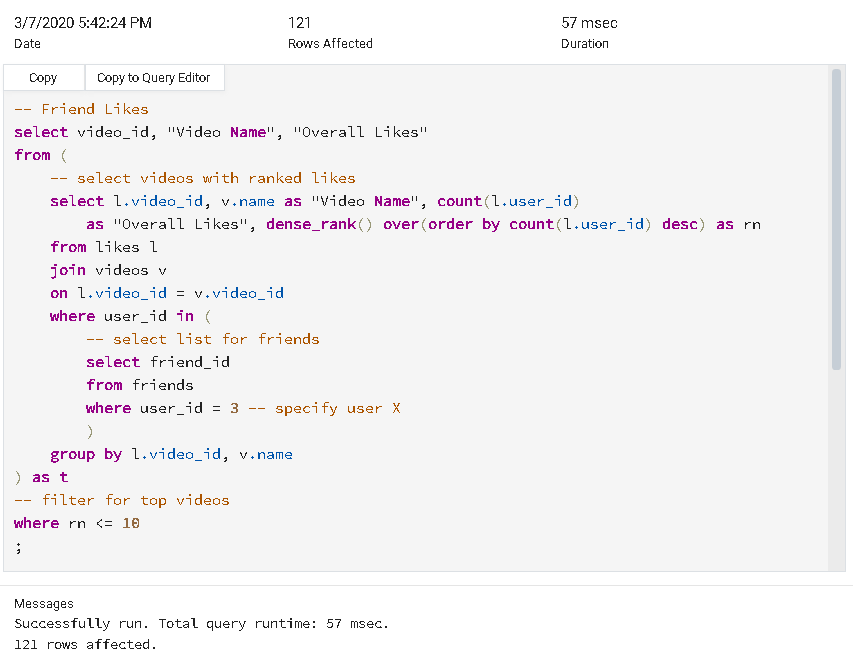 3/7/2020 5:42:24 PM 121 57 msec
Date Rows Affected Duration
Copy Copy to Query Editor
-- Friend Likes
select video_id, "Video Name", "Overall Likes"
from (
    -- select videos with ranked likes
    select l.video_id, v.name as "Video Name", count(l.user_id)
        as "Overall Likes", dense_rank() over(order by count(l.user_id) desc) as rn
    from likes l
    join videos v
    on l.video_id = v.video_id
    where user_id in (
        -- select list for friends
        select friend_id
        from friends
        where user_id = 3 -- specify user X
        )
    group by l.video_id, v.name
) as t
-- filter for top videos
where rn <= 10
;
Messages
Successfully run. Total query runtime: 57 msec.
121 rows affected.